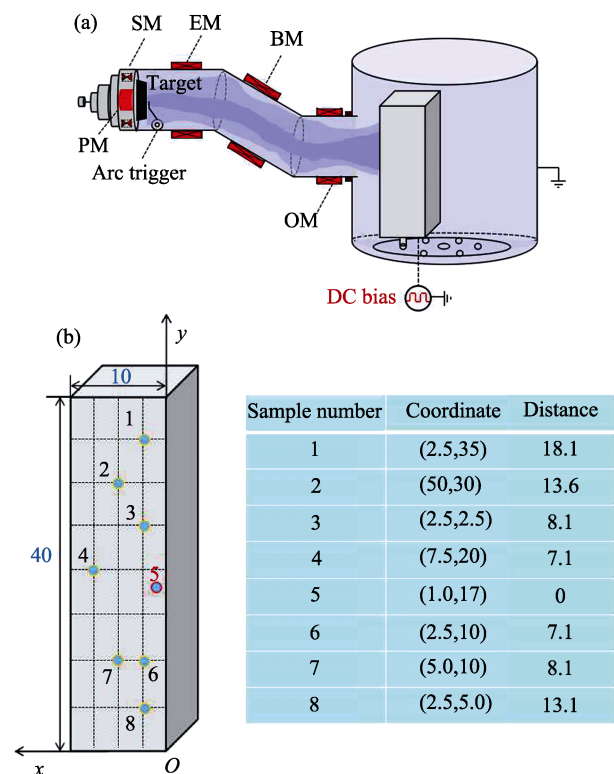 (a)
SM
EM
BM
Target
PM
Arc trigger
OM
DC bias
(b)
y
10
1
2
3
40
4
5
7
6
8
x
O
Sample number Coordinate Distance
1 (2.5,35) 18.1
2 (50,30) 13.6
3 (2.5,2.5) 8.1
4 (7.5,20) 7.1
5 (1.0,17) 0
6 (2.5,10) 7.1
7 (5.0,10) 8.1
8 (2.5,5.0) 13.1